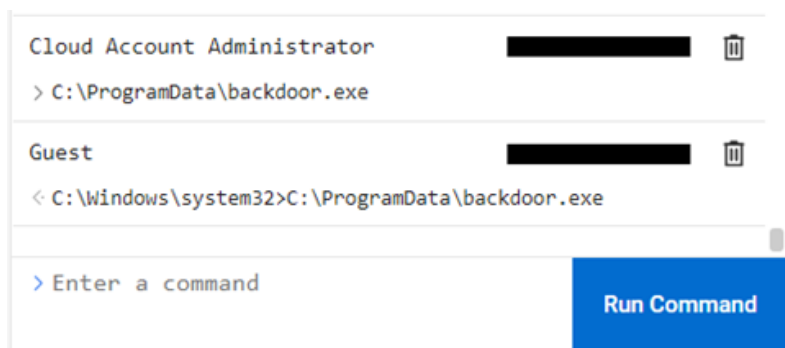 Cloud Account Administrator
> C:\ProgramData\backdoor.exe
Guest
< C:\Windows\system32>C:\ProgramData\backdoor.exe
> Enter a command
Run Command